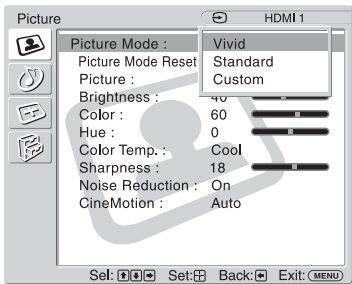 Picture
HDMI 1
Picture Mode :
Vivid
Picture Mode Reset
Standard
Picture :
Custom
Brightness :
Color : 60
Hue : 0
Color Temp. : Cool
Sharpness : 18
Noise Reduction : On
CineMotion : Auto
Sel: Set: Back: Exit: MENU